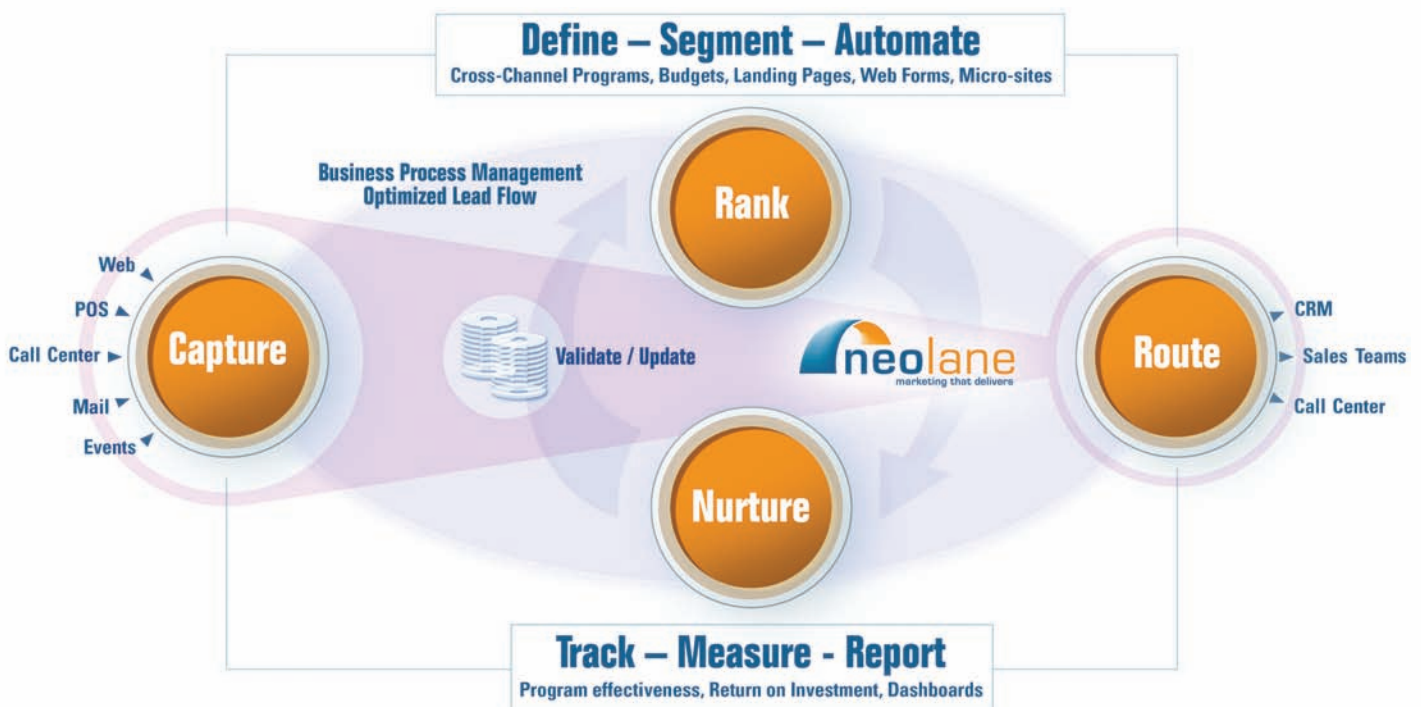 Define – Segment – Automate
Cross-Channel Programs, Budgets, Landing Pages, Web Forms, Micro-sites
Business Process Management
Optimized Lead Flow
Rank
Web
POS
Call Center
Mail
Events
Capture
Validate / Update
neolane
marketing that delivers
Route
CRM
Sales Teams
Call Center
Nurture
Track – Measure - Report
Program effectiveness, Return on Investment, Dashboards